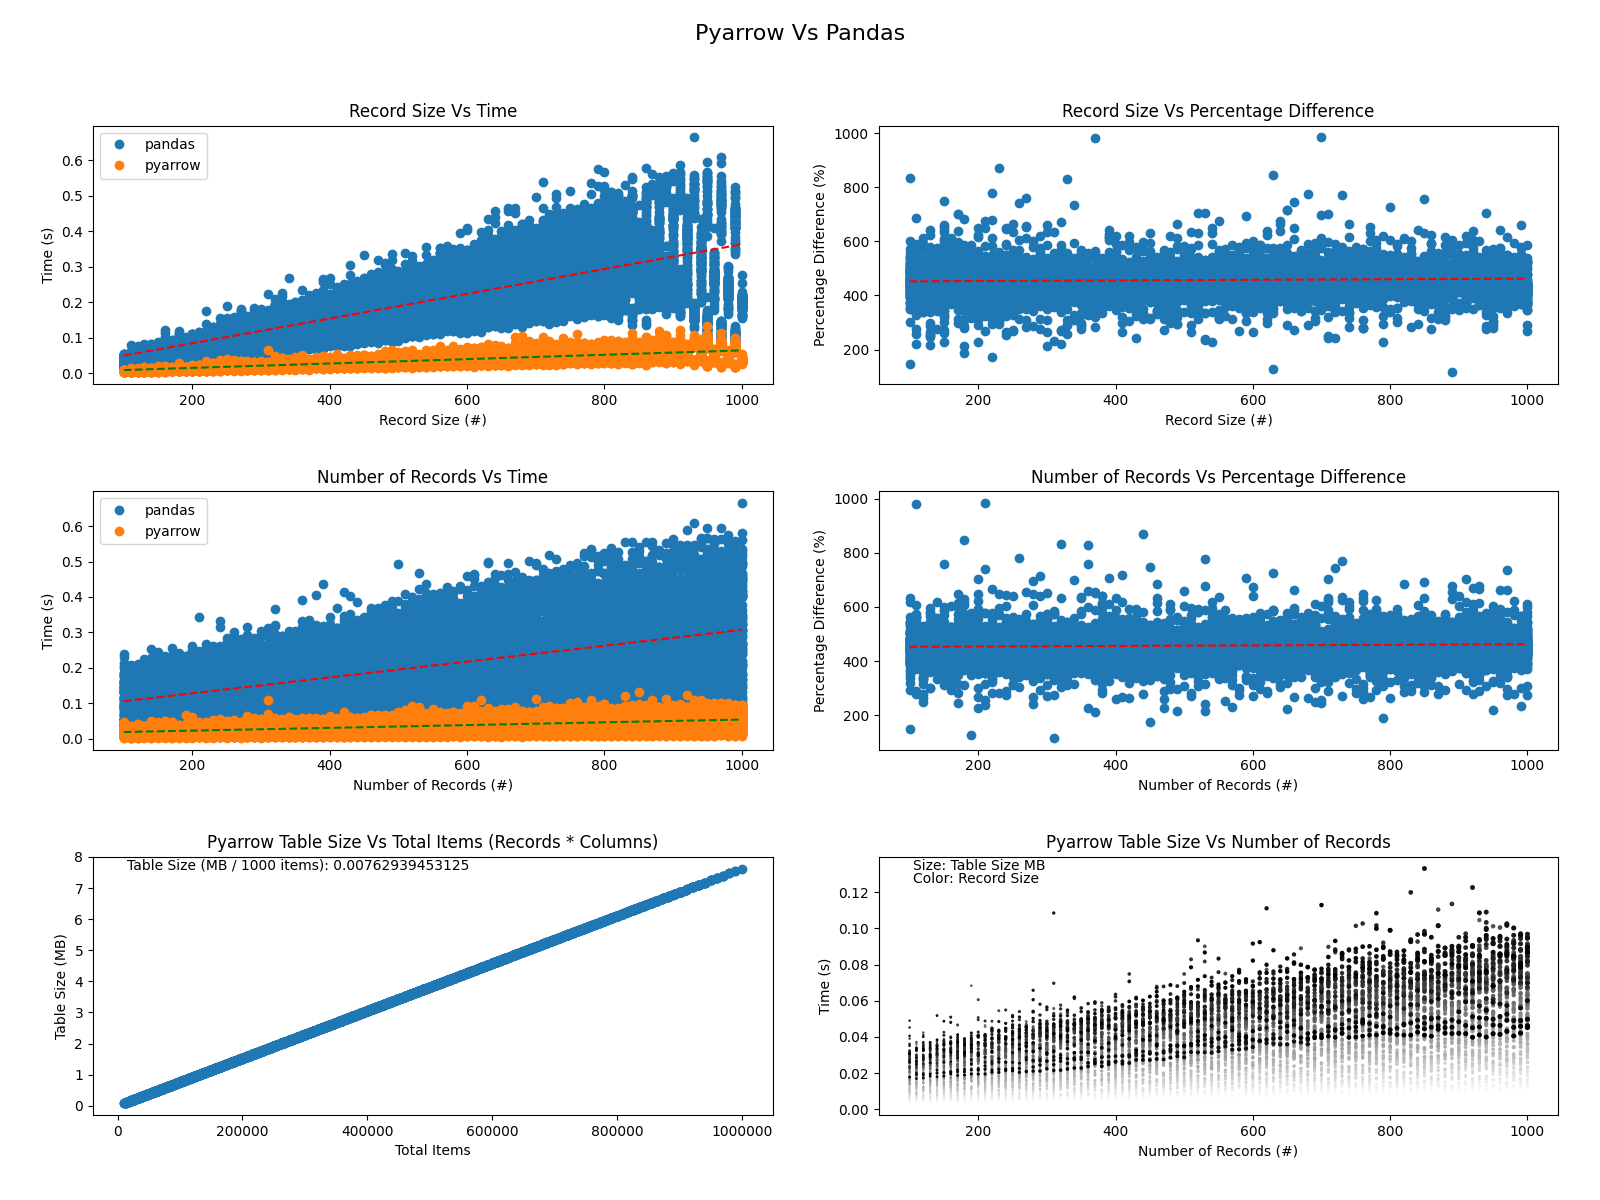 Pyarrow Vs Pandas
Record Size Vs Time
pandas
pyarrow
0.6
0.5
0.4
0.3
0.2
0.1
0.0
Time (s)
200 400 600 800 1000
Record Size (#)
Record Size Vs Percentage Difference
1000
800
600
400
200
Percentage Difference (%)
200 400 600 800 1000
Record Size (#)
Number of Records Vs Time
pandas
pyarrow
0.6
0.5
0.4
0.3
0.2
0.1
0.0
Time (s)
200 400 600 800 1000
Number of Records (#)
Number of Records Vs Percentage Difference
1000
800
600
400
200
Percentage Difference (%)
200 400 600 800 1000
Number of Records (#)
Pyarrow Table Size Vs Total Items (Records * Columns)
Table Size (MB / 1000 items): 0.00762939453125
8
7
6
5
4
3
2
1
0
Table Size (MB)
0 200000 400000 600000 800000 1000000
Total Items
Pyarrow Table Size Vs Number of Records
Size: Table Size MB
Color: Record Size
0.12
0.10
0.08
0.06
0.04
0.02
0.00
Time (s)
200 400 600 800 1000
Number of Records (#)